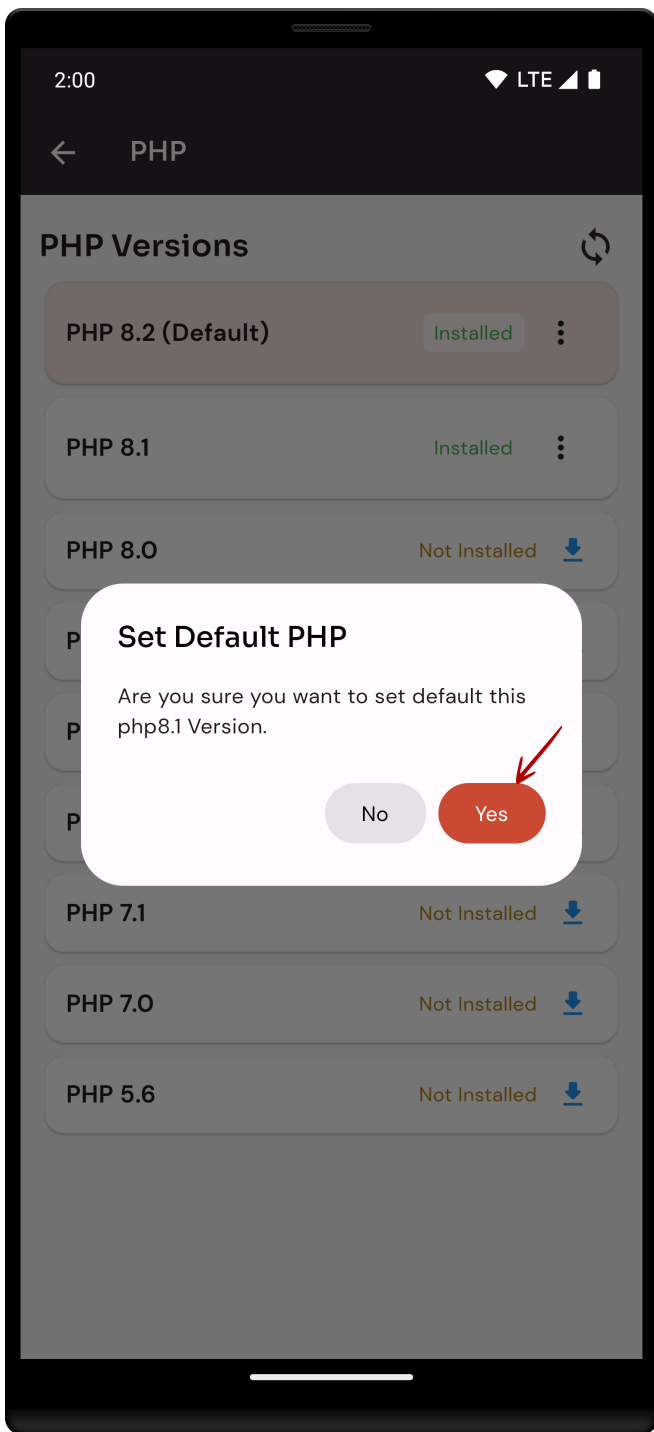 2:00 LTE
PHP
PHP Versions
PHP 8.2 (Default) Installed
PHP 8.1 Installed
PHP 8.0 Not Installed
P
Set Default PHP
Are you sure you want to set default this
php8.1 Version.
P
P
No Yes
PHP 7.1 Not Installed
PHP 7.0 Not Installed
PHP 5.6 Not Installed